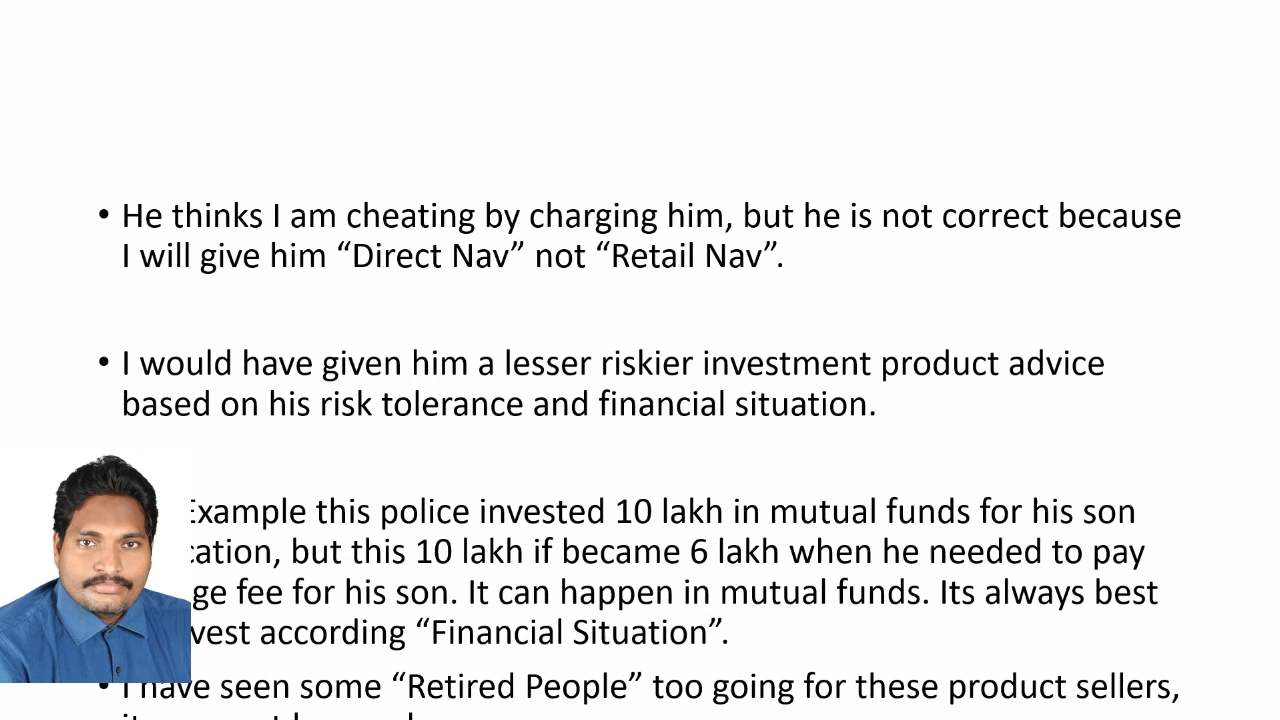 • He thinks I am cheating by charging him, but he is not correct because
I will give him “Direct Nav” not “Retail Nav”.
• I would have given him a lesser riskier investment product advice
based on his risk tolerance and financial situation.
Example this police invested 10 lakh in mutual funds for his son
cation, but this 10 lakh if became 6 lakh when he needed to pay
ge fee for his son. It can happen in mutual funds. Its always best
vest according “Financial Situation”.
• I have seen some “Retired People” too going for these product sellers,